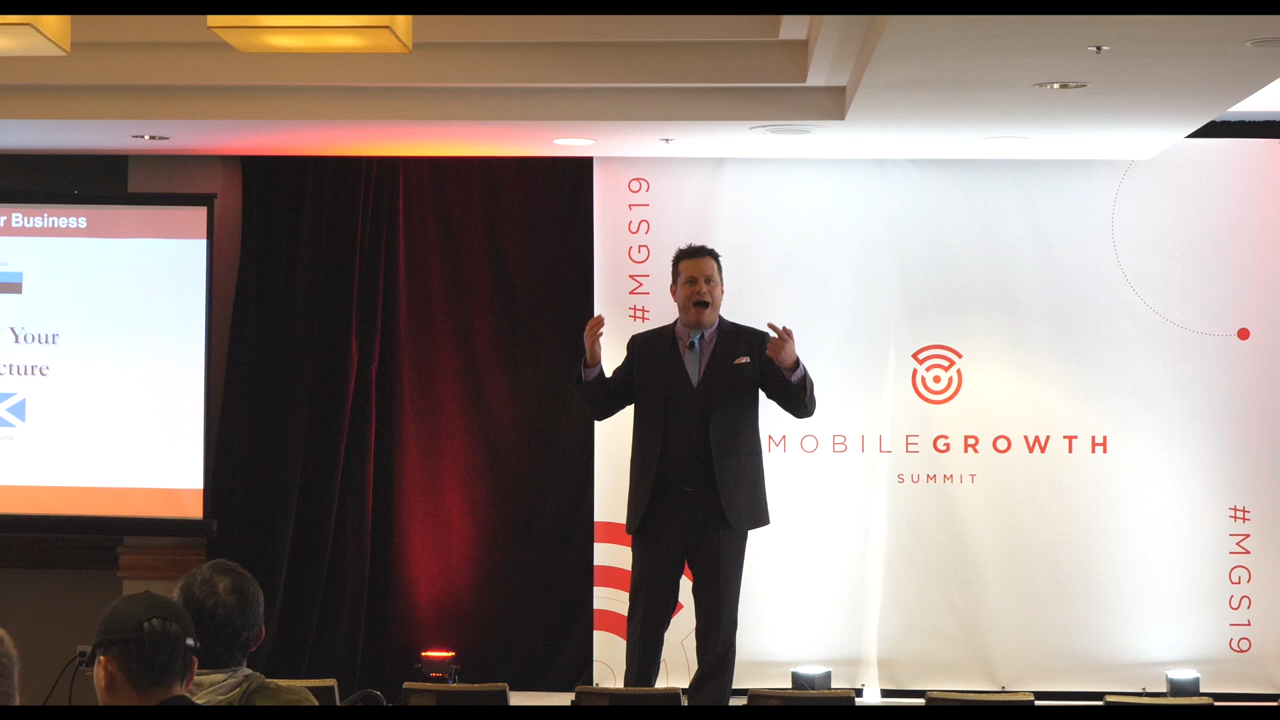 r Business
Your
cture
#MGS19
MOBILEGROWTH
SUMMIT
#MGS19